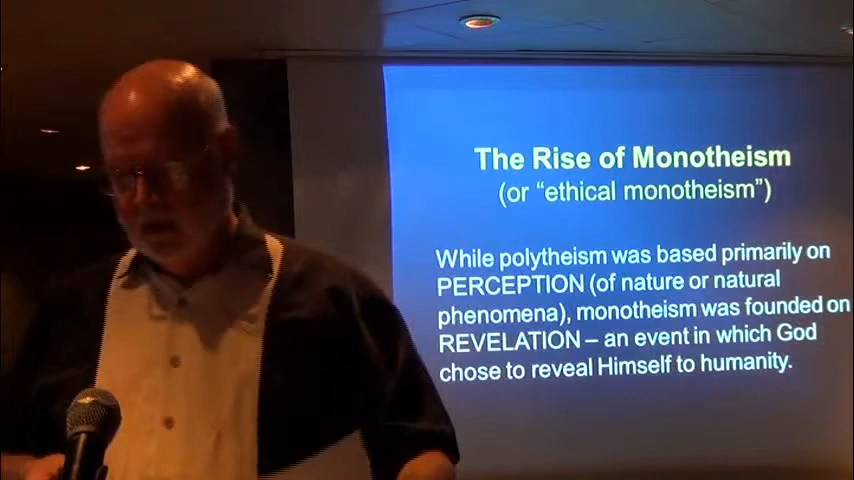 The Rise of Monotheism
(or “ethical monotheism”)
While polytheism was based primarily on
PERCEPTION (of nature or natural
phenomena), monotheism was founded on
REVELATION – an event in which God
chose to reveal Himself to humanity.